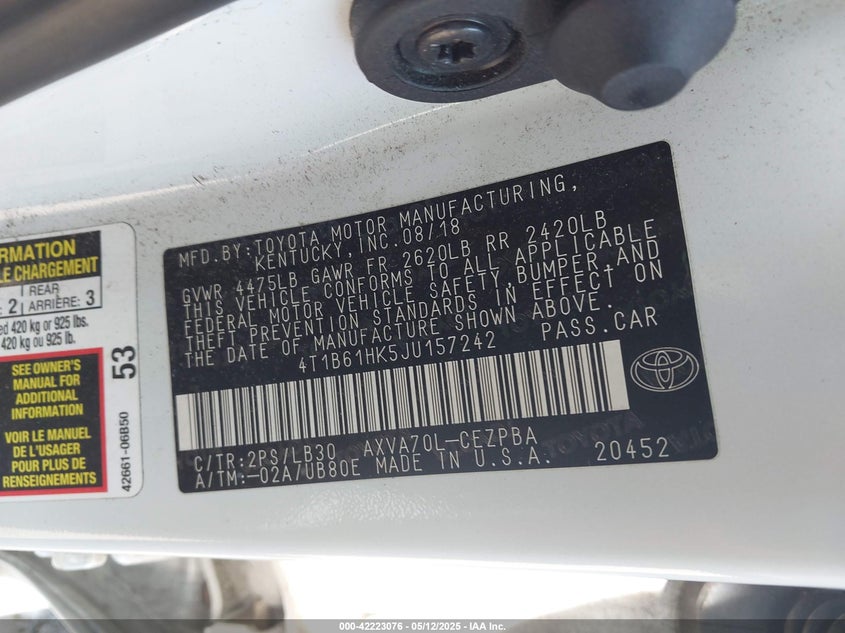 RMATION
LE CHARGEMENT
2 | REAR
ARRIÈRE: 3
ed 420 kg or 925 lbs.
420 kg ou 925 lb.
SEE OWNER'S
MANUAL FOR
ADDITIONAL
INFORMATION
VOIR LE MANUEL
DE L'USAGER
POUR PLUS DE
RENSEIGNEMENTS
53
42661-06B50
MFD.BY:TOYOTA MOTOR MANUFACTURING,
KENTUCKY, INC.08/18
GVWR 4475LB GAWR FR 2620LB RR 2420LB
THIS VEHICLE CONFORMS TO ALL APPLICABLE
FEDERAL MOTOR VEHICLE SAFETY,BUMPER,AND
THEFT PREVENTION STANDARDS IN EFFECT ON
THE DATE OF MANUFACTURE SHOWN ABOVE.
4T1B61HK5JU157242 PASS.CAR
C/TR:2PS/LB30 AXVA70L-CEZPBA
A/TM:-02A/UB80E MADE IN U.S.A. 20452
000-42223076 - 05/12/2025 - IAA Inc.